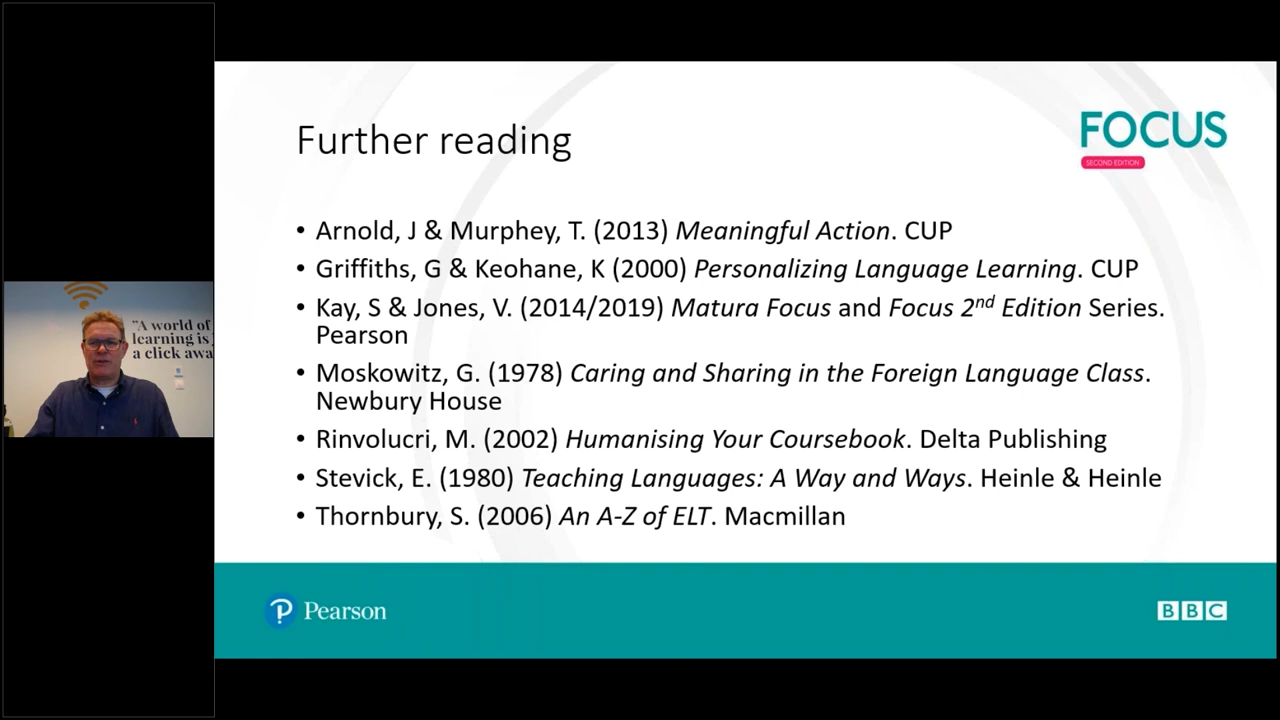 Further reading
FOCUS
SECOND EDITION
• Arnold, J & Murphey, T. (2013) Meaningful Action. CUP
• Griffiths, G & Keohane, K (2000) Personalizing Language Learning. CUP
• Kay, S & Jones, V. (2014/2019) Matura Focus and Focus 2nd Edition Series.
Pearson
• Moskowitz, G. (1978) Caring and Sharing in the Foreign Language Class.
Newbury House
• Rinvolucri, M. (2002) Humanising Your Coursebook. Delta Publishing
• Stevick, E. (1980) Teaching Languages: A Way and Ways. Heinle & Heinle
• Thornbury, S. (2006) An A-Z of ELT. Macmillan
"A world of
learning is
a click awa
Pearson
BBC